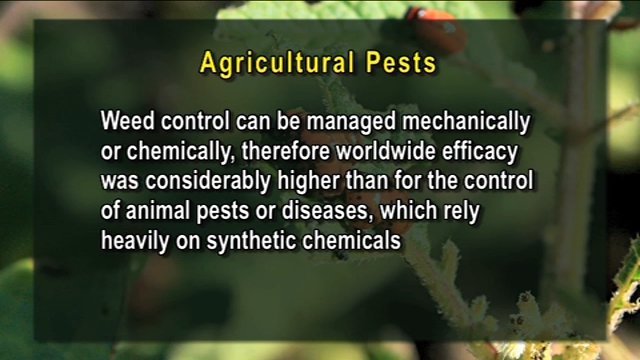 Agricultural Pests
Weed control can be managed mechanically
or chemically, therefore worldwide efficacy
was considerably higher than for the control
of animal pests or diseases, which rely
heavily on synthetic chemicals